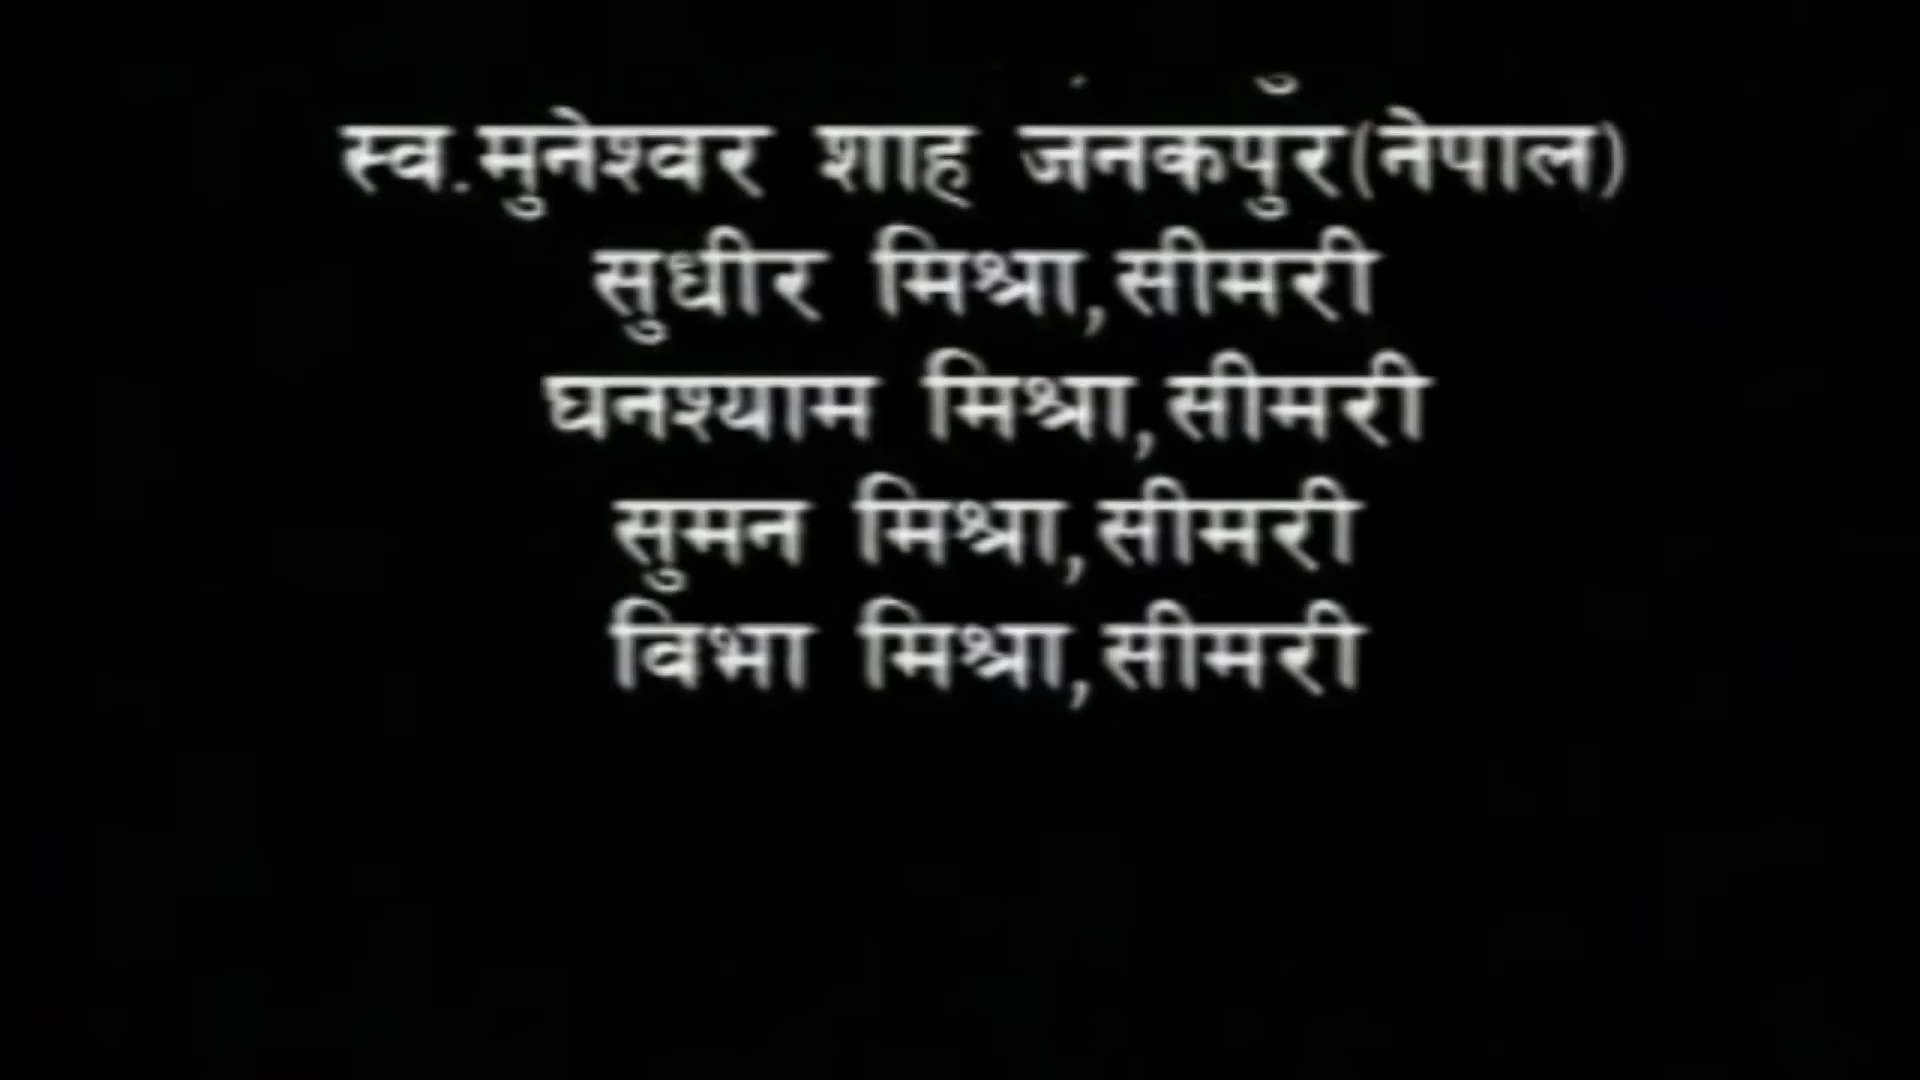 स्व.मुनेश्वर शाह जनकपुर(नेपाल)
सुधीर मिश्रा,सीमरी
घनश्याम मिश्रा,सीमरी
सुमन मिश्रा,सीमरी
विभा मिश्रा,सीमरी